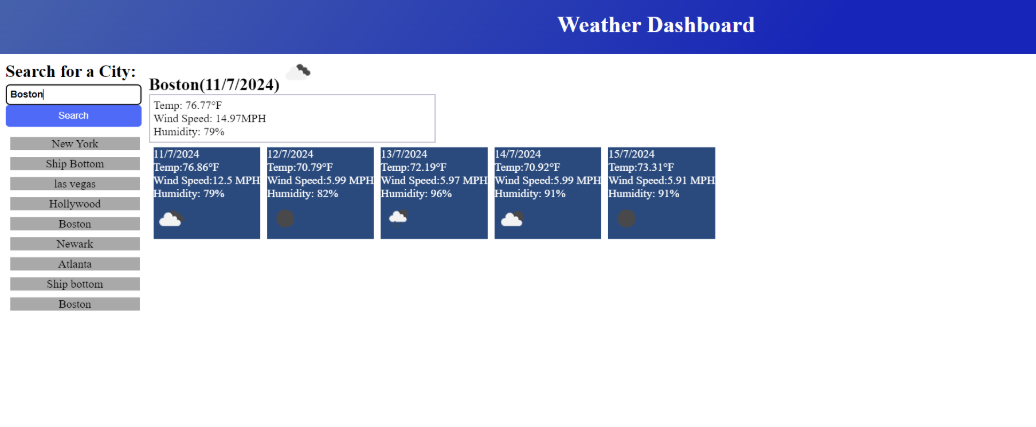 Weather Dashboard
Search for a City:
Boston
Search
New York
Ship Bottom
las vegas
Hollywood
Boston
Newark
Atlanta
Ship bottom
Boston
Boston(11/7/2024)
Temp: 76.77°F
Wind Speed: 14.97MPH
Humidity: 79%
11/7/2024
Temp:76.86°F
Wind Speed:12.5 MPH
Humidity: 79%
12/7/2024
Temp:70.79°F
Wind Speed:5.99 MPH
Humidity: 82%
13/7/2024
Temp:72.19°F
Wind Speed:5.97 MPH
Humidity: 96%
14/7/2024
Temp:70.92°F
Wind Speed:5.99 MPH
Humidity: 91%
15/7/2024
Temp:73.31°F
Wind Speed:5.91 MPH
Humidity: 91%